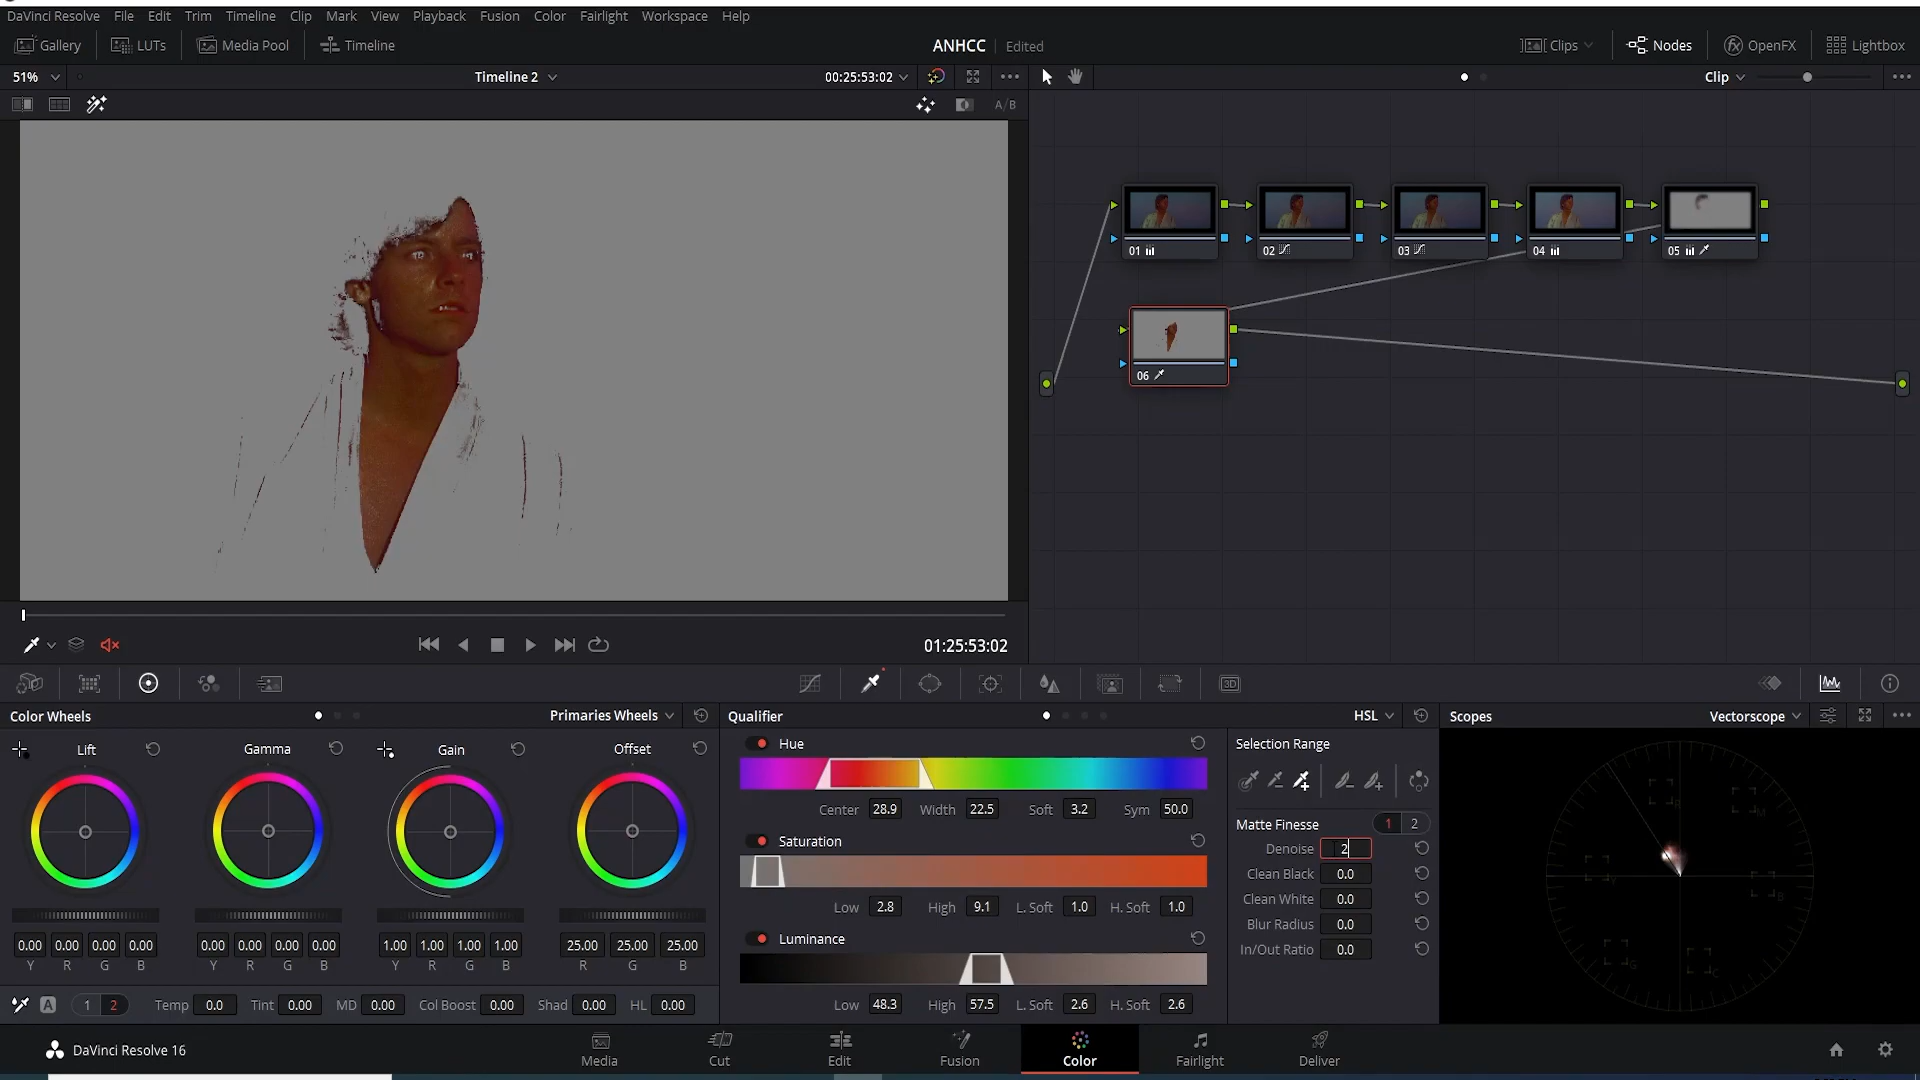 DaVinci Resolve File Edit Trim Timeline Clip Mark View Playback Fusion Color Fairlight Workspace Help
Gallery LUTs Media Pool Timeline ANHCC Edited Clips Nodes OpenFX Lightbox
51% Timeline 2 00:25:53:02 Clip
A/B
01 02 03 04 05
06
01:25:53:02
3D
Color Wheels Primaries Wheels Qualifier HSL Scopes Vectorscope
Lift Gamma Gain Offset
Hue
Center 28.9 Width 22.5 Soft 3.2 Sym 50.0
Saturation
Low 2.8 High 9.1 L. Soft 1.0 H. Soft 1.0
Luminance
Low 48.3 High 57.5 L. Soft 2.6 H. Soft 2.6
Selection Range
Matte Finesse 1 2
Denoise 2
Clean Black 0.0
Clean White 0.0
Blur Radius 0.0
In/Out Ratio 0.0
0.00 0.00 0.00 0.00 0.00 0.00 0.00 0.00 1.00 1.00 1.00 1.00 25.00 25.00 25.00
Y R G B Y R G B Y R G B R G B
A 1 2 Temp 0.0 Tint 0.00 MD 0.00 Col Boost 0.00 Shad 0.00 HL 0.00
DaVinci Resolve 16 Media Cut Edit Fusion Color Fairlight Deliver